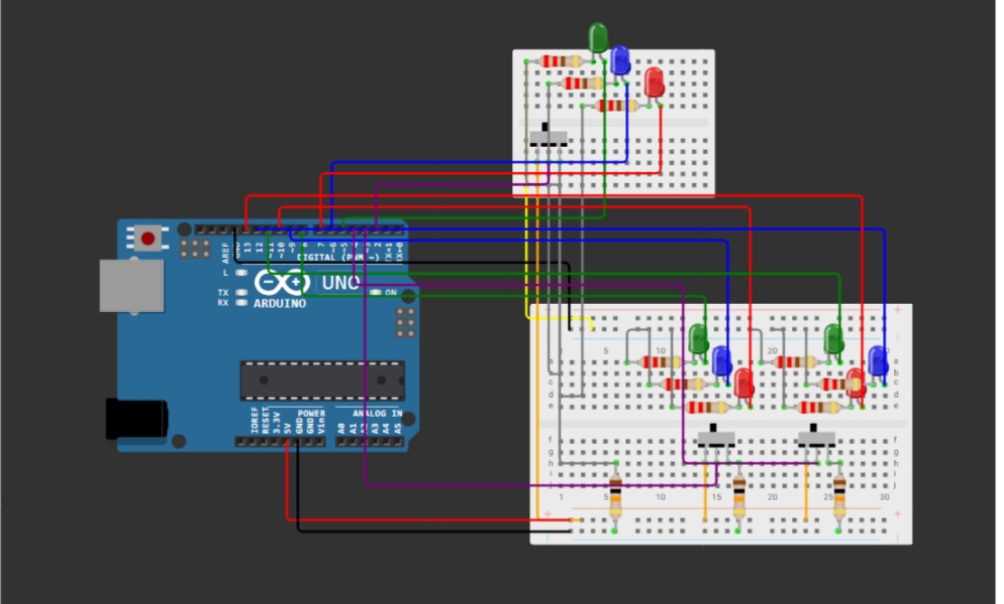 AREF
GND
13
12
~11
~10
~9
8
7
~6
~5
4
~3
2
TX→1
RX←0
DIGITAL (PWM ~)
L
UNO
TX
RX
ON
ARDUINO
IOREF
RESET
3.3V
5V
GND
GND
Vin
POWER
ANALOG IN
A0
A1
A2
A3
A4
A5
5
10
20
a
b
c
d
e
f
g
h
i
j
1
5
10
15
20
25
30